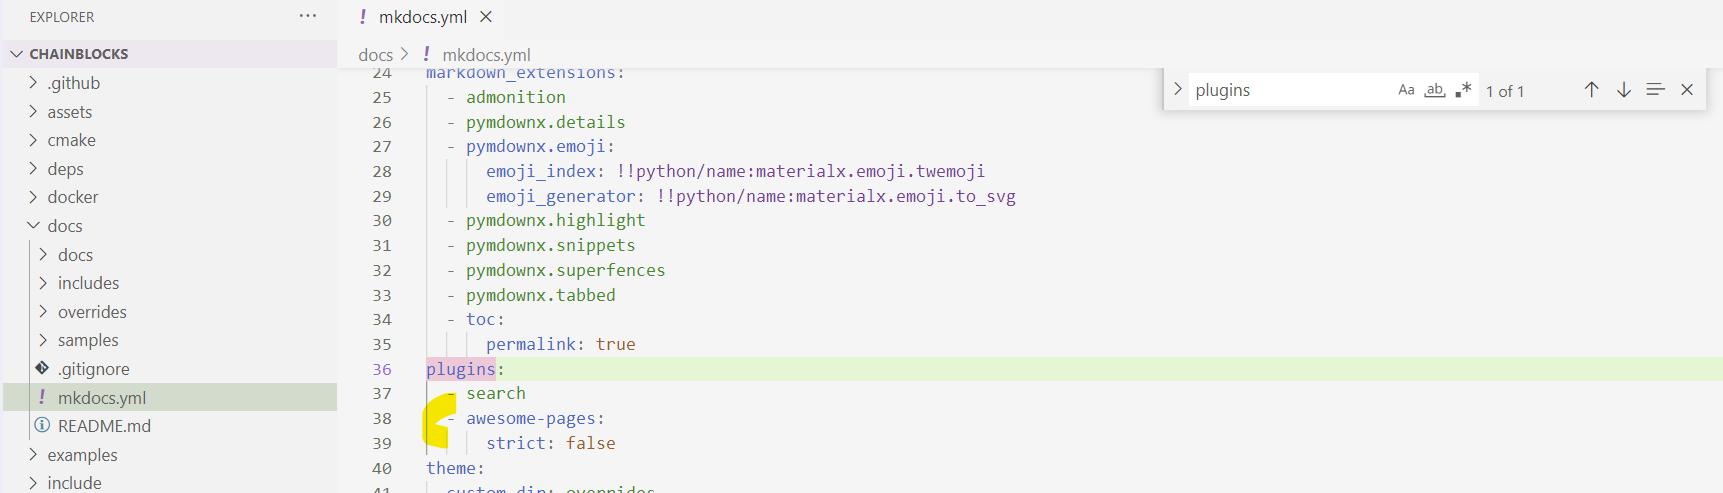 EXPLORER
CHAINBLOCKS
.github
assets
cmake
deps
docker
docs
docs
includes
overrides
samples
.gitignore
! mkdocs.yml
README.md
examples
include
! mkdocs.yml
docs > ! mkdocs.yml
plugins Aa ab 1 of 1
24 markdown_extensions:
25 - admonition
26 - pymdownx.details
27 - pymdownx.emoji:
28 emoji_index: !!python/name:materialx.emoji.twemoji
29 emoji_generator: !!python/name:materialx.emoji.to_svg
30 - pymdownx.highlight
31 - pymdownx.snippets
32 - pymdownx.superfences
33 - pymdownx.tabbed
34 - toc:
35 permalink: true
36 plugins:
37 - search
38 - awesome-pages:
39 strict: false
40 theme:
41 custom_dir: overrides